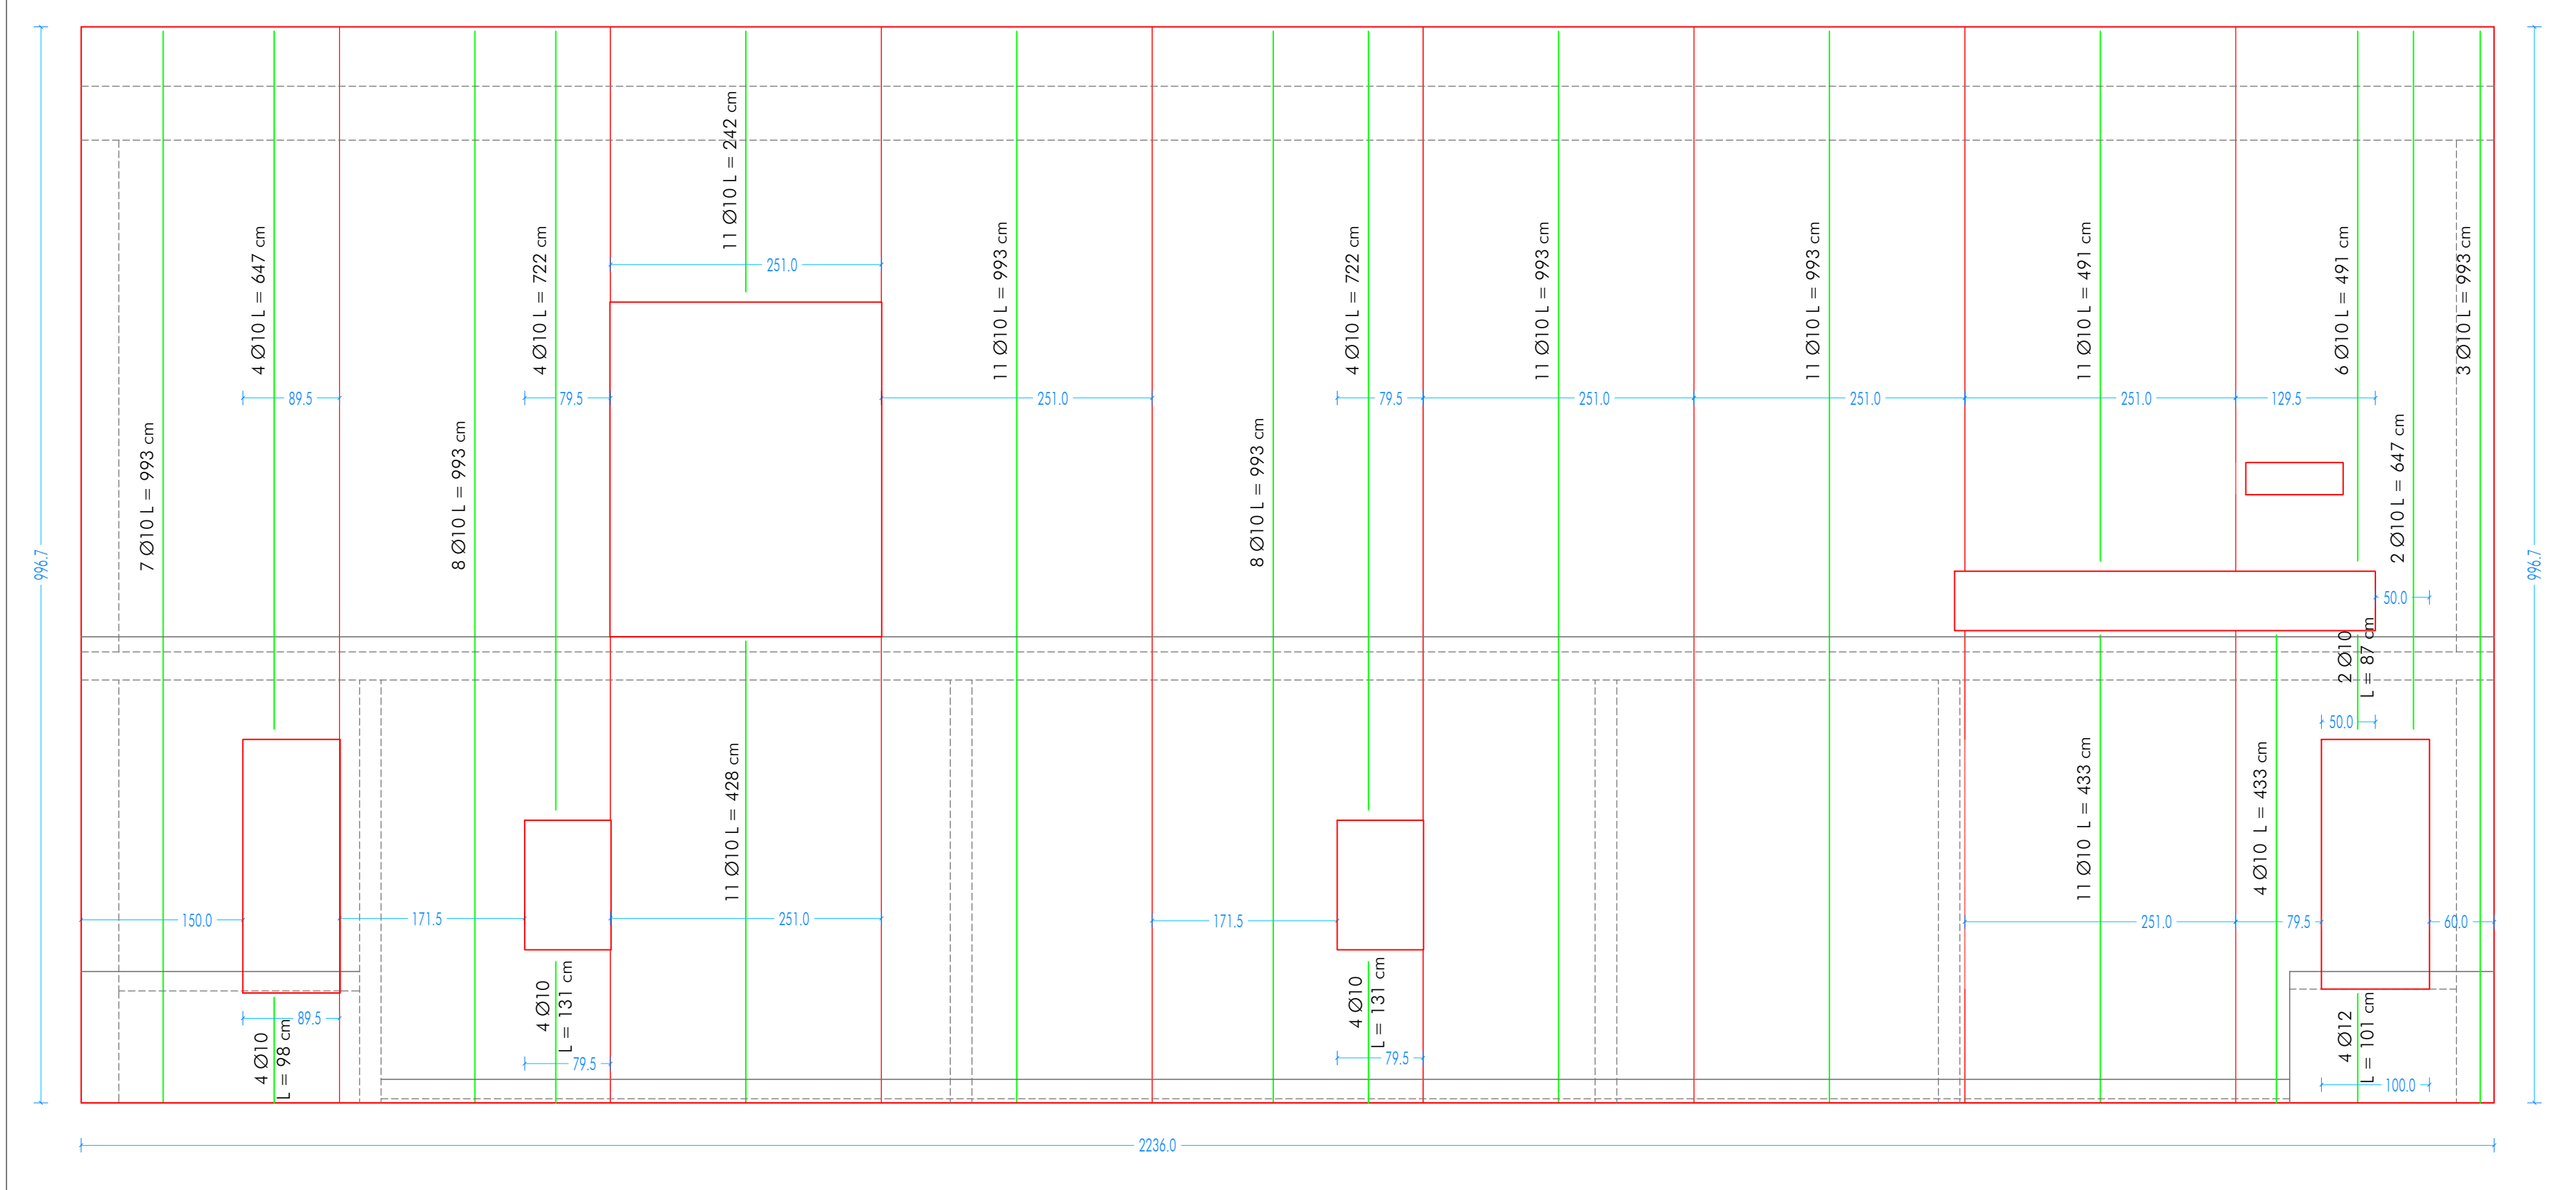 11 Ø10 L = 242 cm
4 Ø10 L = 647 cm
4 Ø10 L = 722 cm
11 Ø10 L = 993 cm
4 Ø10 L = 722 cm
11 Ø10 L = 993 cm
11 Ø10 L = 993 cm
11 Ø10 L = 491 cm
6 Ø10 L = 491 cm
3 Ø10 L = 993 cm
251.0
89.5
79.5
251.0
79.5
251.0
251.0
251.0
129.5
7 Ø10 L = 993 cm
8 Ø10 L = 993 cm
8 Ø10 L = 993 cm
2 Ø10 L = 647 cm
996.7
996.7
50.0
2 Ø10
L = 87 cm
50.0
11 Ø10 L = 428 cm
11 Ø10 L = 433 cm
4 Ø10 L = 433 cm
150.0
171.5
251.0
171.5
251.0
79.5
60.0
4 Ø10
L = 98 cm
89.5
4 Ø10
L = 131 cm
79.5
4 Ø10
L = 131 cm
79.5
4 Ø12
L = 101 cm
100.0
2236.0